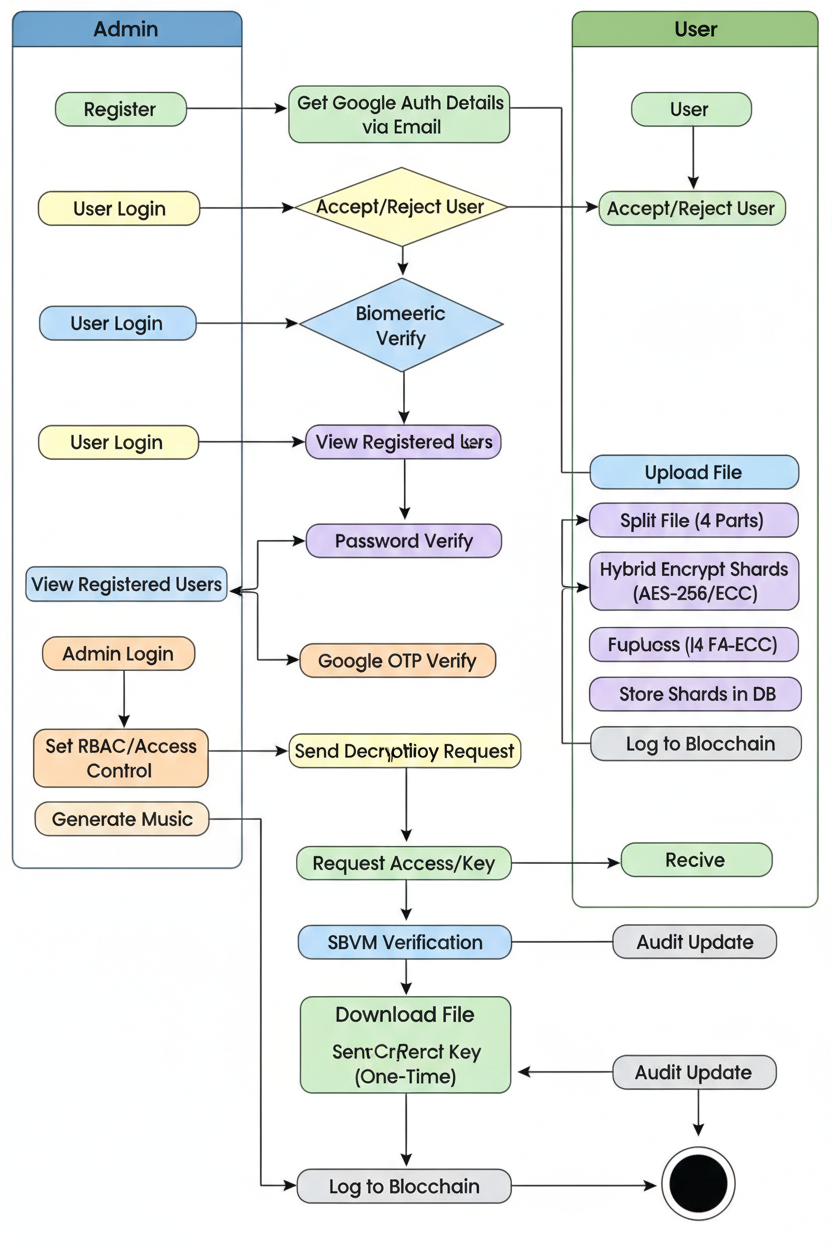 Admin
User
Register
Get Google Auth Details
via Email
User
User Login
Accept/Reject User
Accept/Reject User
User Login
Biomeeric
Verify
User Login
View Registered
Upload File
Split File (4 Parts)
Password Verify
View Registered Users
Hybrid Encrypt Shards
(AES-256/ECC)
Admin Login
Google OTP Verify
Store Shards in DB
Set RBAC/Access
Control
Send Request
Log to Blocchain
Generate Music
Request Access/Key
Recive
SBVM Verification
Audit Update
Download File
Key
(One-Time)
Audit Update
Log to Blocchain